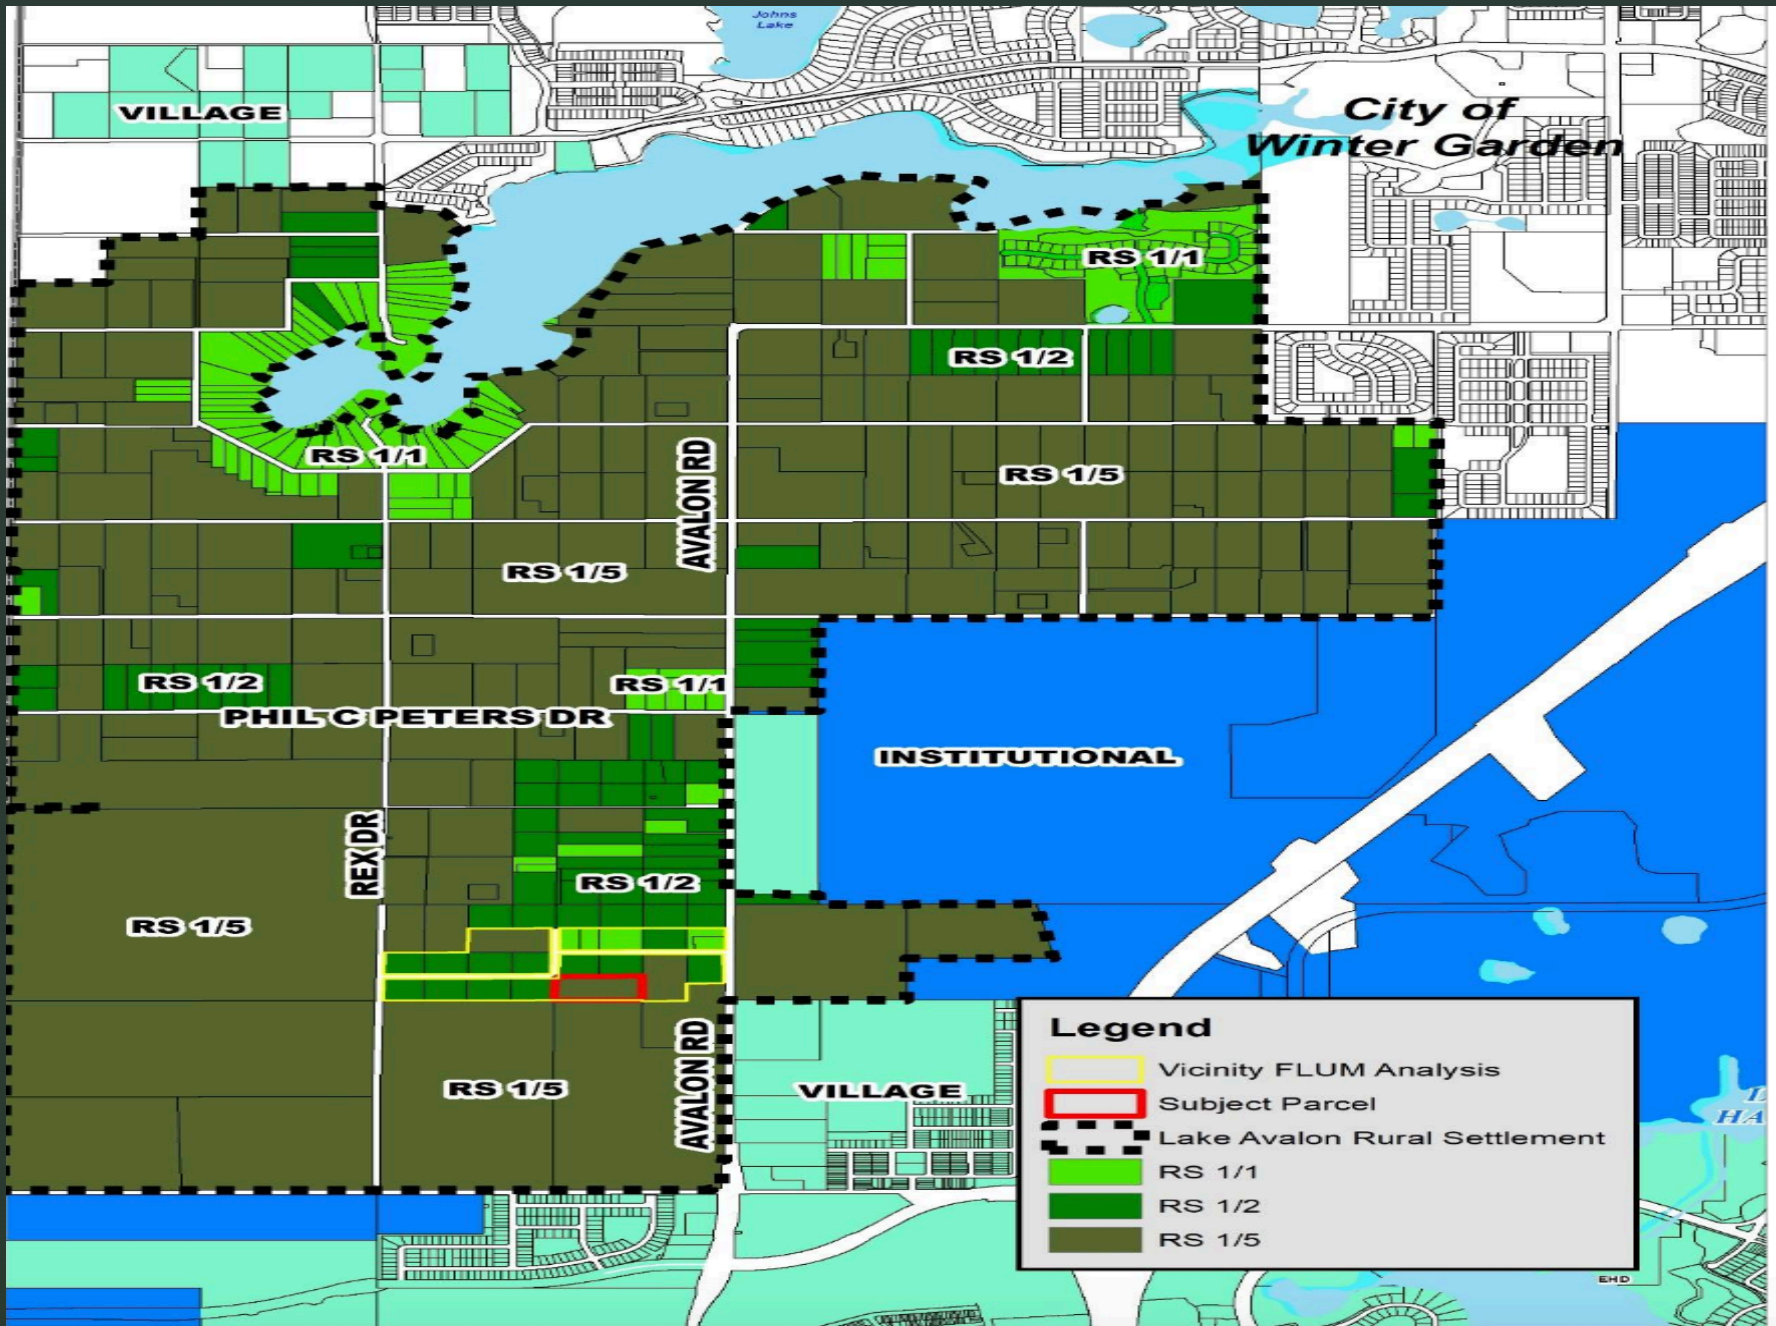 Johns
Lake
City of
Winter Garden
VILLAGE
RS 1/1
RS 1/2
RS 1/1
AVALON RD
RS 1/5
RS 1/5
RS 1/2
RS 1/1
PHIL C PETERS DR
INSTITUTIONAL
REX DR
RS 1/2
RS 1/5
AVALON RD
RS 1/5
VILLAGE
Legend
Vicinity FLUM Analysis
Subject Parcel
Lake Avalon Rural Settlement
RS 1/1
RS 1/2
RS 1/5
EHD